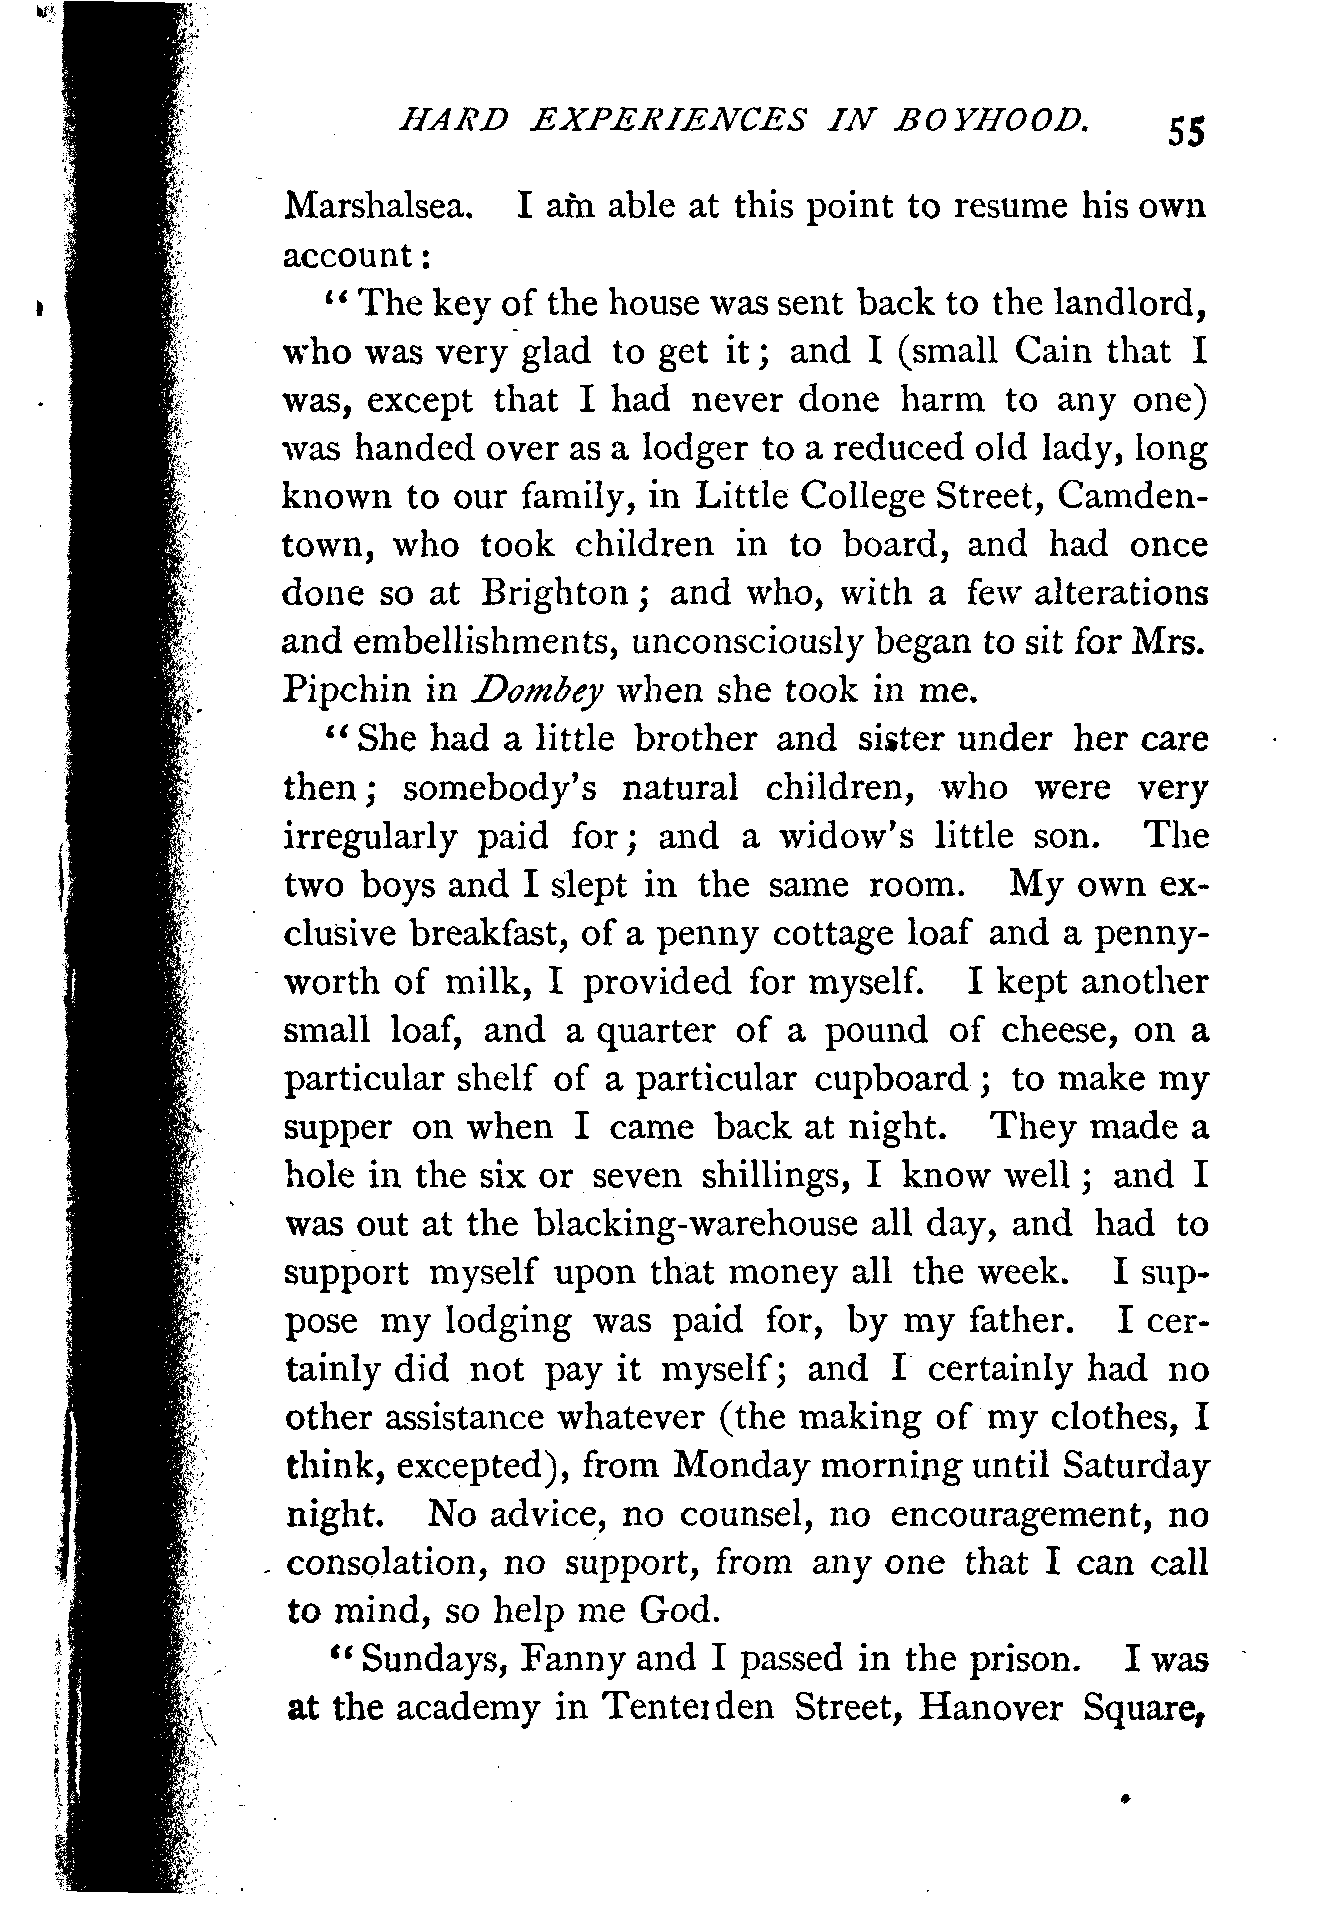 HARD EXPERIENCES IN BOYHOOD. 55
Marshalsea. I am able at this point to resume his own
account :
“ The key of the house was sent back to the landlord,
who was very glad to get it ; and I (small Cain that I
was, except that I had never done harm to any one)
was handed over as a lodger to a reduced old lady, long
known to our family, in Little College Street, Camden-
town, who took children in to board, and had once
done so at Brighton ; and who, with a few alterations
and embellishments, unconsciously began to sit for Mrs.
Pipchin in Dombey when she took in me.
“ She had a little brother and sister under her care
then ; somebody's natural children, who were very
irregularly paid for ; and a widow's little son. The
two boys and I slept in the same room. My own ex-
clusive breakfast, of a penny cottage loaf and a penny-
worth of milk, I provided for myself. I kept another
small loaf, and a quarter of a pound of cheese, on a
particular shelf of a particular cupboard ; to make my
supper on when I came back at night. They made a
hole in the six or seven shillings, I know well ; and I
was out at the blacking-warehouse all day, and had to
support myself upon that money all the week. I sup-
pose my lodging was paid for, by my father. I cer-
tainly did not pay it myself ; and I certainly had no
other assistance whatever (the making of my clothes, I
think, excepted), from Monday morning until Saturday
night. No advice, no counsel, no encouragement, no
consolation, no support, from any one that I can call
to mind, so help me God.
“ Sundays, Fanny and I passed in the prison. I was
at the academy in Tenterden Street, Hanover Square,